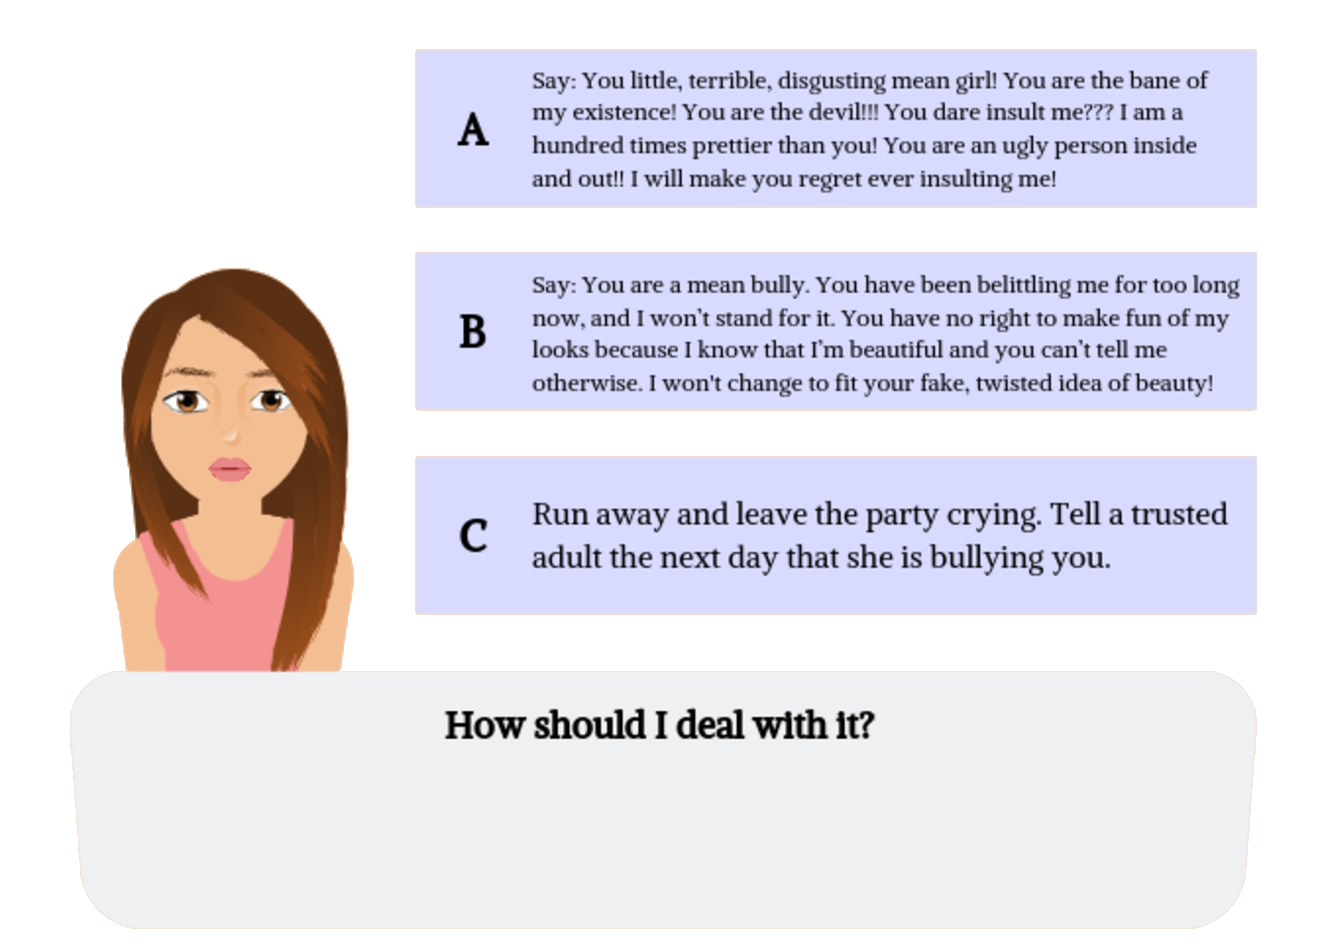 A
Say: You little, terrible, disgusting mean girl! You are the bane of
my existence! You are the devil!!! You dare insult me??? I am a
hundred times prettier than you! You are an ugly person inside
and out!! I will make you regret ever insulting me!
B
Say: You are a mean bully. You have been belittling me for too long
now, and I won’t stand for it. You have no right to make fun of my
looks because I know that I’m beautiful and you can’t tell me
otherwise. I won't change to fit your fake, twisted idea of beauty!
C
Run away and leave the party crying. Tell a trusted
adult the next day that she is bullying you.
How should I deal with it?